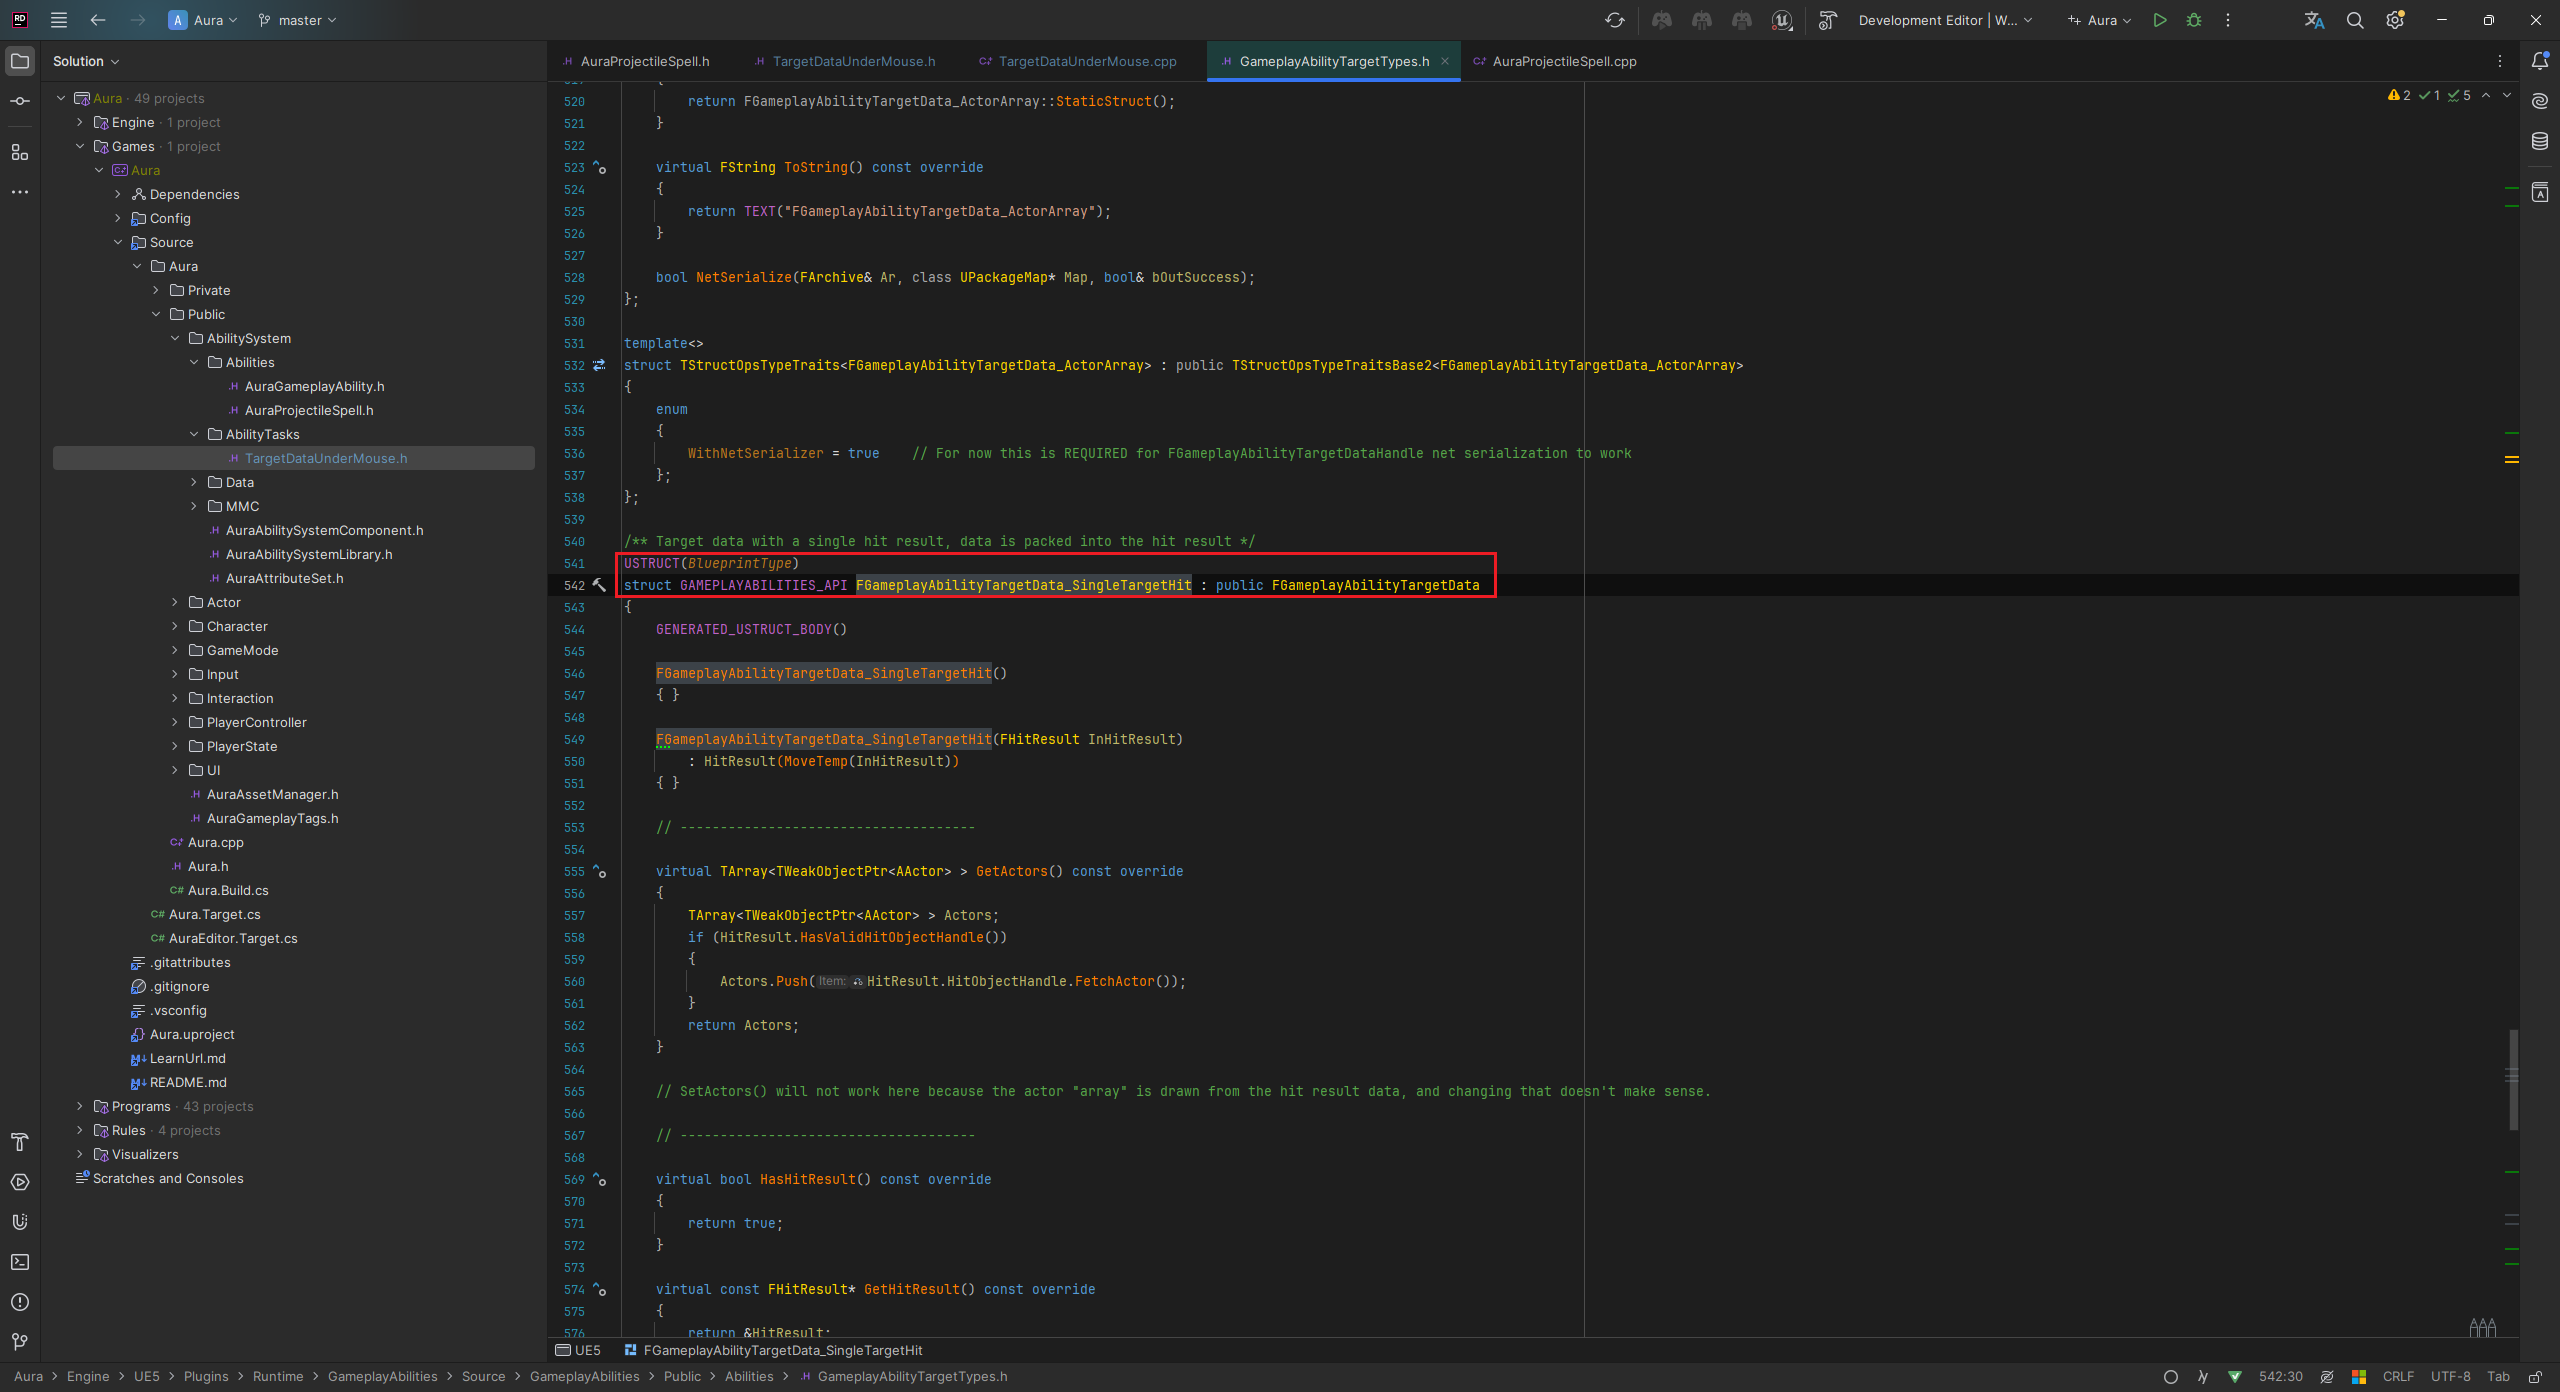 RD
A Aura
master
Development Editor | W...
Aura
Solution
AuraProjectileSpell.h
TargetDataUnderMouse.h
TargetDataUnderMouse.cpp
GameplayAbilityTargetTypes.h
AuraProjectileSpell.cpp
Aura · 49 projects
Engine · 1 project
Games · 1 project
Aura
Dependencies
Config
Source
Aura
Private
Public
AbilitySystem
Abilities
AuraGameplayAbility.h
AuraProjectileSpell.h
AbilityTasks
TargetDataUnderMouse.h
Data
MMC
AuraAbilitySystemComponent.h
AuraAbilitySystemLibrary.h
AuraAttributeSet.h
Actor
Character
GameMode
Input
Interaction
PlayerController
PlayerState
UI
AuraAssetManager.h
AuraGameplayTags.h
Aura.cpp
Aura.h
Aura.Build.cs
Aura.Target.cs
AuraEditor.Target.cs
.gitattributes
.gitignore
.vsconfig
Aura.uproject
LearnUrl.md
README.md
Programs · 43 projects
Rules · 4 projects
Visualizers
Scratches and Consoles
2 1 5
520 return FGameplayAbilityTargetData_ActorArray::StaticStruct();
521 }
522
523 virtual FString ToString() const override
524 {
525 return TEXT("FGameplayAbilityTargetData_ActorArray");
526 }
527
528 bool NetSerialize(FArchive& Ar, class UPackageMap* Map, bool& bOutSuccess);
529 };
530
531 template<>
532 struct TStructOpsTypeTraits<FGameplayAbilityTargetData_ActorArray> : public TStructOpsTypeTraitsBase2<FGameplayAbilityTargetData_ActorArray>
533 {
534 enum
535 {
536 WithNetSerializer = true // For now this is REQUIRED for FGameplayAbilityTargetDataHandle net serialization to work
537 };
538 };
539
540 /** Target data with a single hit result, data is packed into the hit result */
541 USTRUCT(BlueprintType)
542 struct GAMEPLAYABILITIES_API FGameplayAbilityTargetData_SingleTargetHit : public FGameplayAbilityTargetData
543 {
544 GENERATED_USTRUCT_BODY()
545
546 FGameplayAbilityTargetData_SingleTargetHit()
547 { }
548
549 FGameplayAbilityTargetData_SingleTargetHit(FHitResult InHitResult)
550 : HitResult(MoveTemp(InHitResult))
551 { }
552
553 // -------------------------------------
554
555 virtual TArray<TWeakObjectPtr<AActor> > GetActors() const override
556 {
557 TArray<TWeakObjectPtr<AActor> > Actors;
558 if (HitResult.HasValidHitObjectHandle())
559 {
560 Actors.Push(Item: HitResult.HitObjectHandle.FetchActor());
561 }
562 return Actors;
563 }
564
565 // SetActors() will not work here because the actor "array" is drawn from the hit result data, and changing that doesn't make sense.
566
567 // -------------------------------------
568
569 virtual bool HasHitResult() const override
570 {
571 return true;
572 }
573
574 virtual const FHitResult* GetHitResult() const override
575 {
576 return &HitResult;
UE5 FGameplayAbilityTargetData_SingleTargetHit
Aura > Engine > UE5 > Plugins > Runtime > GameplayAbilities > Source > GameplayAbilities > Public > Abilities > GameplayAbilityTargetTypes.h
542:30 CRLF UTF-8 Tab